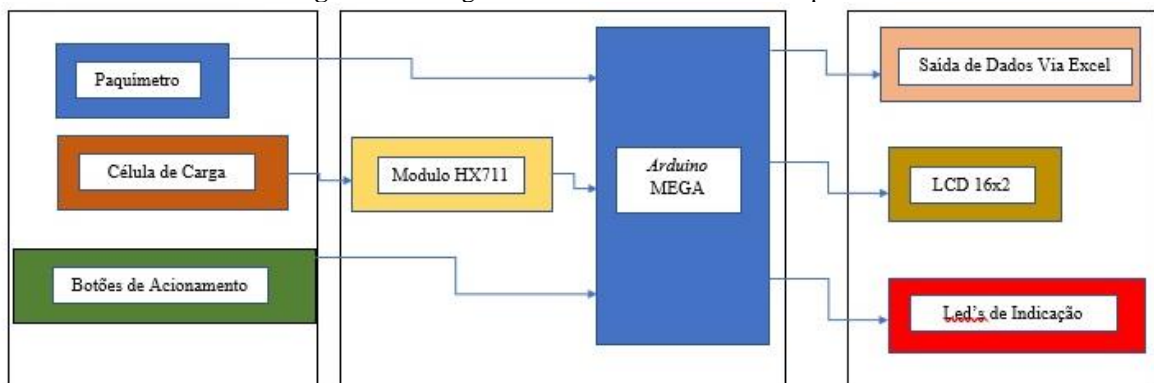 Paquímetro
Célula de Carga
Botões de Acionamento
Modulo HX711
Arduino
MEGA
Saída de Dados Via Excel
LCD 16x2
Led's de Indicação